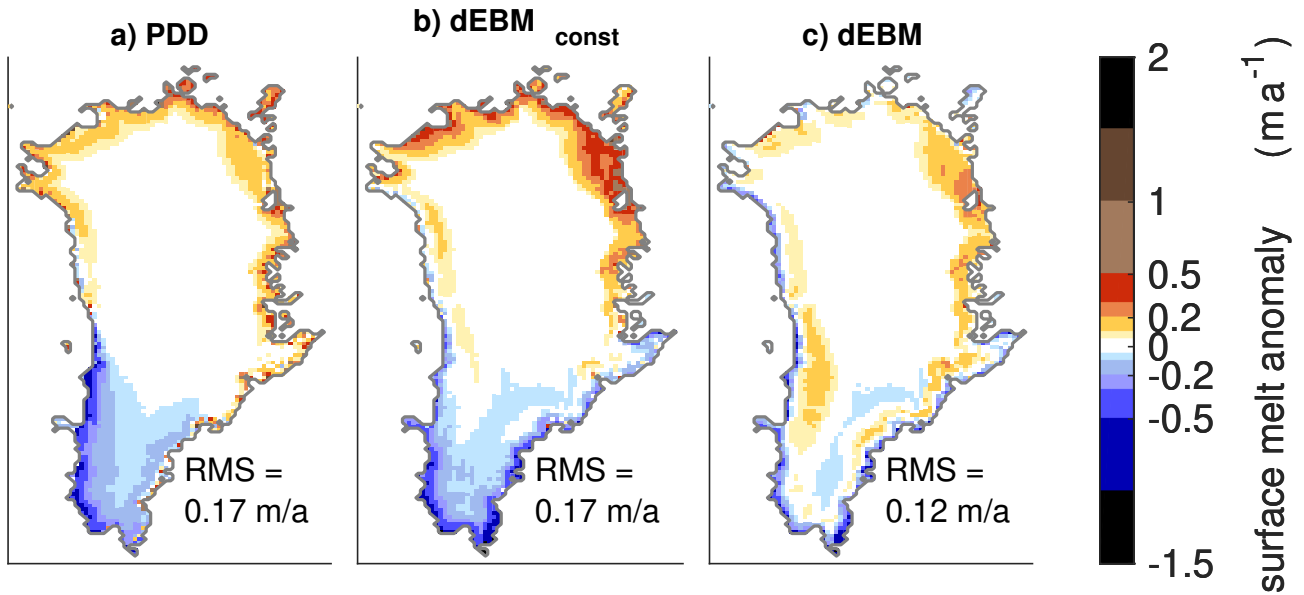 a) PDD
b) dEBM const
c) dEBM
RMS =
0.17 m/a
RMS =
0.17 m/a
RMS =
0.12 m/a
2
1
0.5
0.2
0
-0.2
-0.5
-1.5
surface melt anomaly (m a⁻¹)